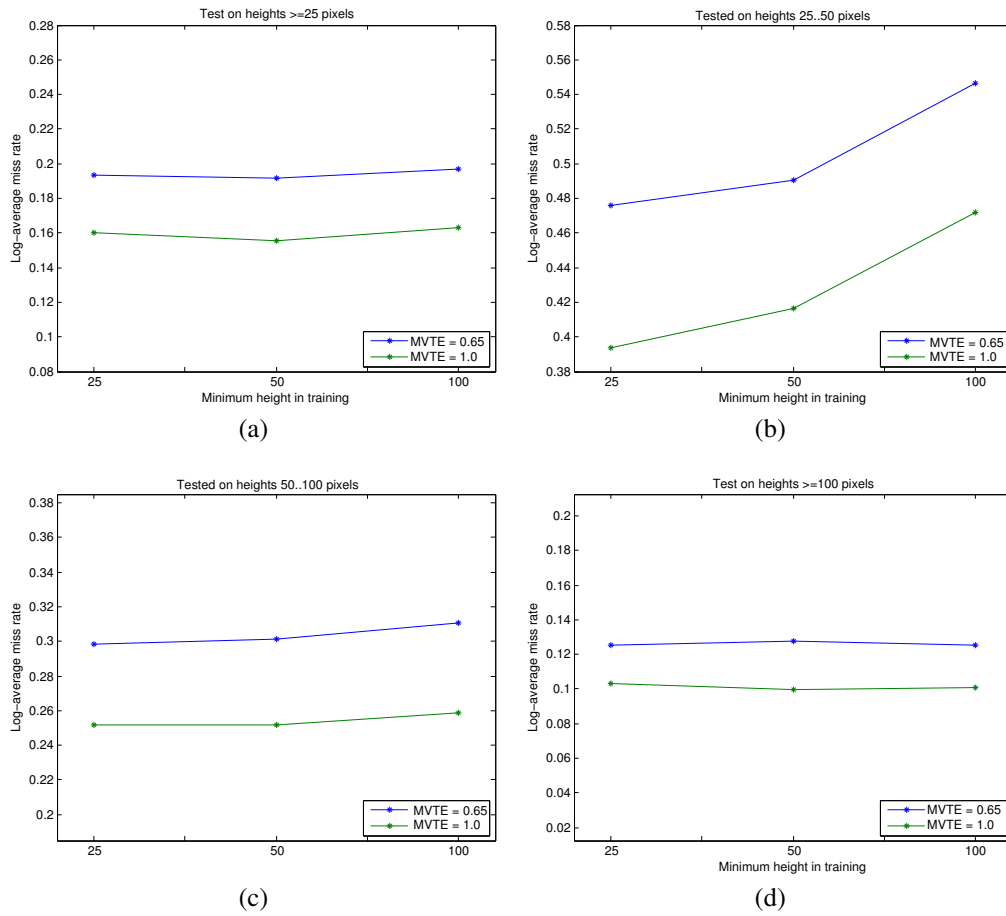 Test on heights >=25 pixels
0.28
0.26
0.24
0.22
0.2
0.18
0.16
0.14
0.12
0.1
0.08
Log−average miss rate
25
50
100
Minimum height in training
MVTE = 0.65
MVTE = 1.0
(a)
Tested on heights 25..50 pixels
0.58
0.56
0.54
0.52
0.5
0.48
0.46
0.44
0.42
0.4
0.38
Log−average miss rate
25
50
100
Minimum height in training
MVTE = 0.65
MVTE = 1.0
(b)
Tested on heights 50..100 pixels
0.38
0.36
0.34
0.32
0.3
0.28
0.26
0.24
0.22
0.2
Log−average miss rate
25
50
100
Minimum height in training
MVTE = 0.65
MVTE = 1.0
(c)
Test on heights >=100 pixels
0.2
0.18
0.16
0.14
0.12
0.1
0.08
0.06
0.04
0.02
Log−average miss rate
25
50
100
Minimum height in training
MVTE = 0.65
MVTE = 1.0
(d)